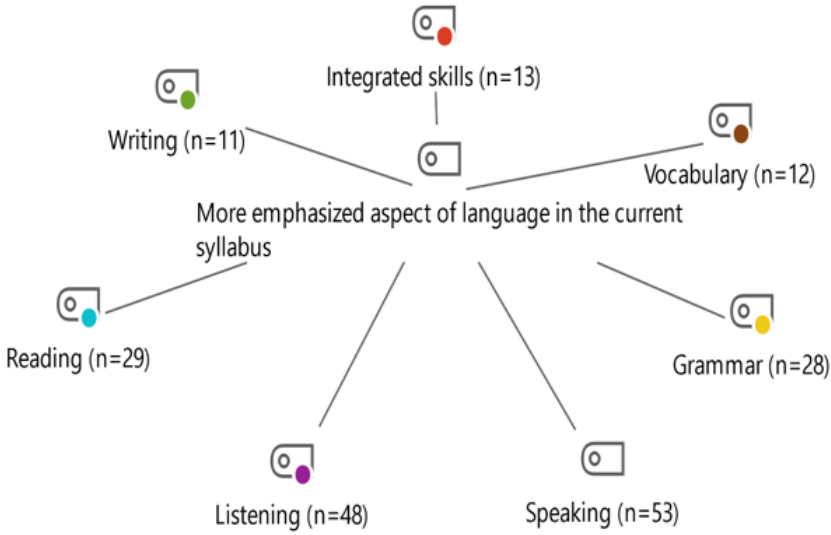 Integrated skills (n=13)
Writing (n=11)
Vocabulary (n=12)
More emphasized aspect of language in the current
syllabus
Reading (n=29)
Grammar (n=28)
Listening (n=48)
Speaking (n=53)